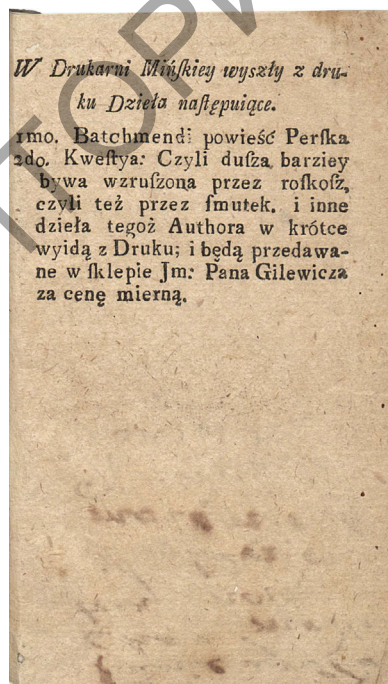 W Drukarni Mińſkiey wyszły z dru-
ku Dzieła naſtępuiące.
1mo. Batchmendi powieść Perſka
2do. Kweſtya: Czyli duſza barziey
bywa wzruſzona przez roſkoſz,
czyli też przez ſmutek. i inne
dzieła tegoż Authora w krótce
wyidą z Druku; i będą przedawa-
ne w ſklepie Jm: Pana Gilewicza
za cenę mierną.